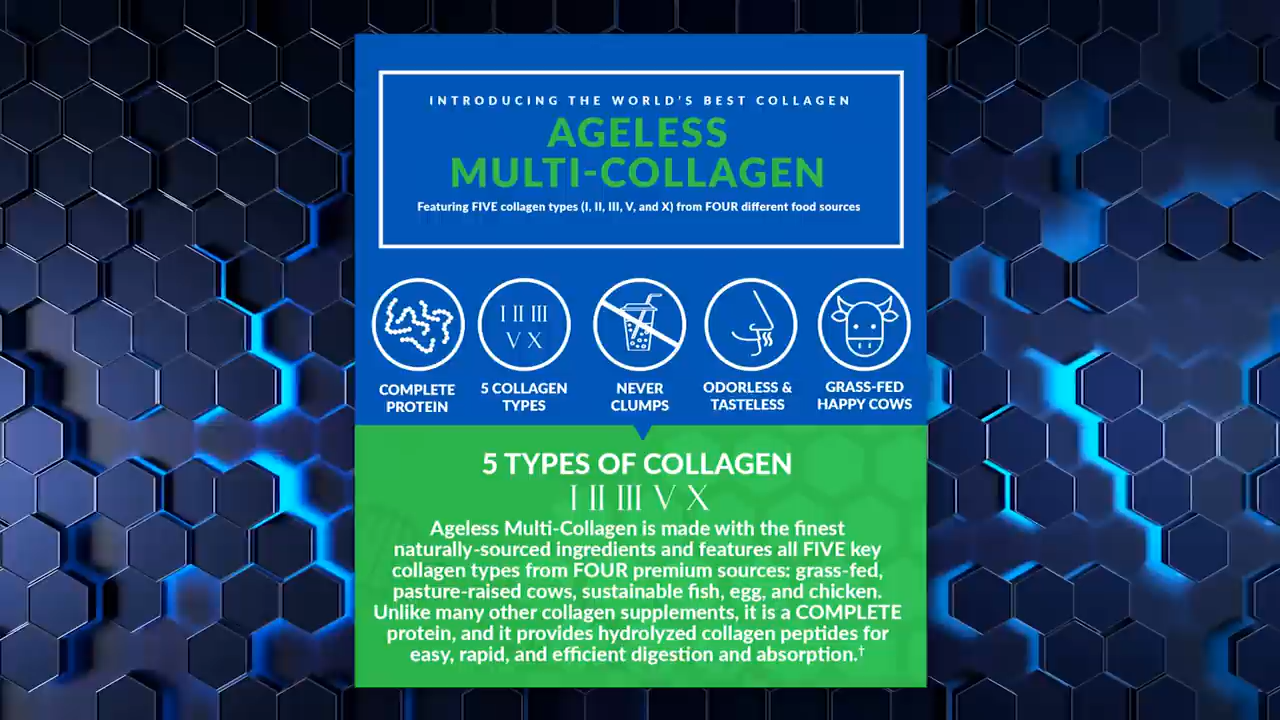 INTRODUCING THE WORLD'S BEST COLLAGEN
AGELESS
MULTI-COLLAGEN
Featuring FIVE collagen types (I, II, III, V, and X) from FOUR different food sources
I II III
V X
COMPLETE
PROTEIN
5 COLLAGEN
TYPES
NEVER
CLUMPS
ODORLESS &
TASTELESS
GRASS-FED
HAPPY COWS
5 TYPES OF COLLAGEN
I II III V X
Ageless Multi-Collagen is made with the finest
naturally-sourced ingredients and features all FIVE key
collagen types from FOUR premium sources: grass-fed,
pasture-raised cows, sustainable fish, egg, and chicken.
Unlike many other collagen supplements, it is a COMPLETE
protein, and it provides hydrolyzed collagen peptides for
easy, rapid, and efficient digestion and absorption.†